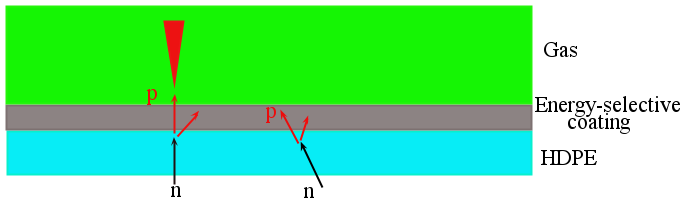 Gas
p
Energy-selective
p
coating
HDPE
n
n